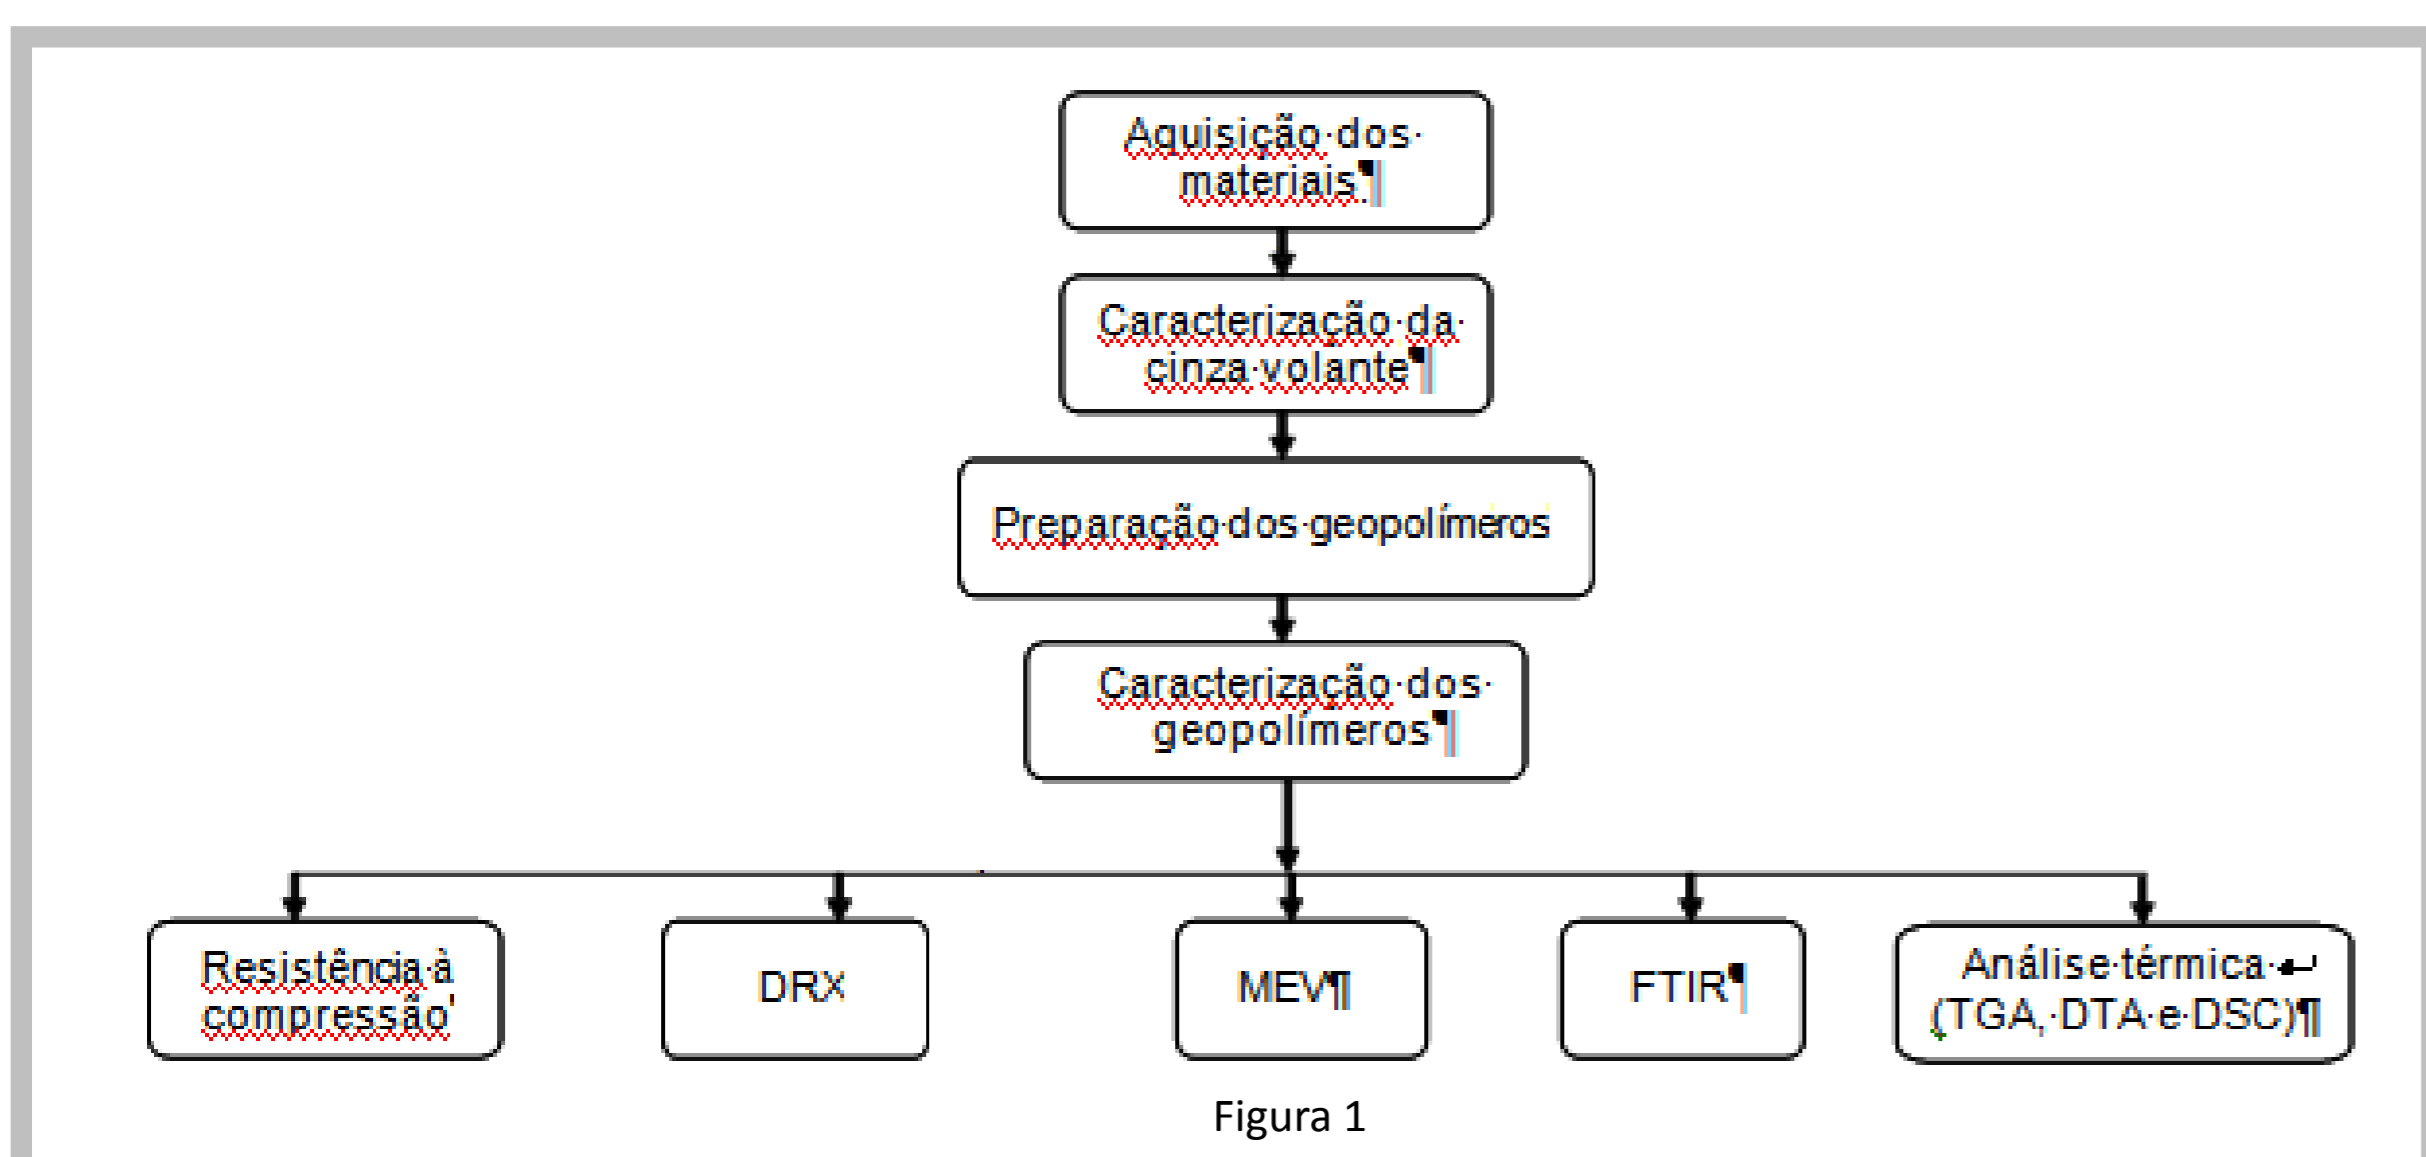 Aquisição dos
materiais
Caracterização da
cinza volante
Preparação dos geopolímeros
Caracterização dos
geopolímeros
Resistência à
compressão
DRX
MEV
FTIR
Análise térmica
(TGA, DTA e DSC)
Figura 1